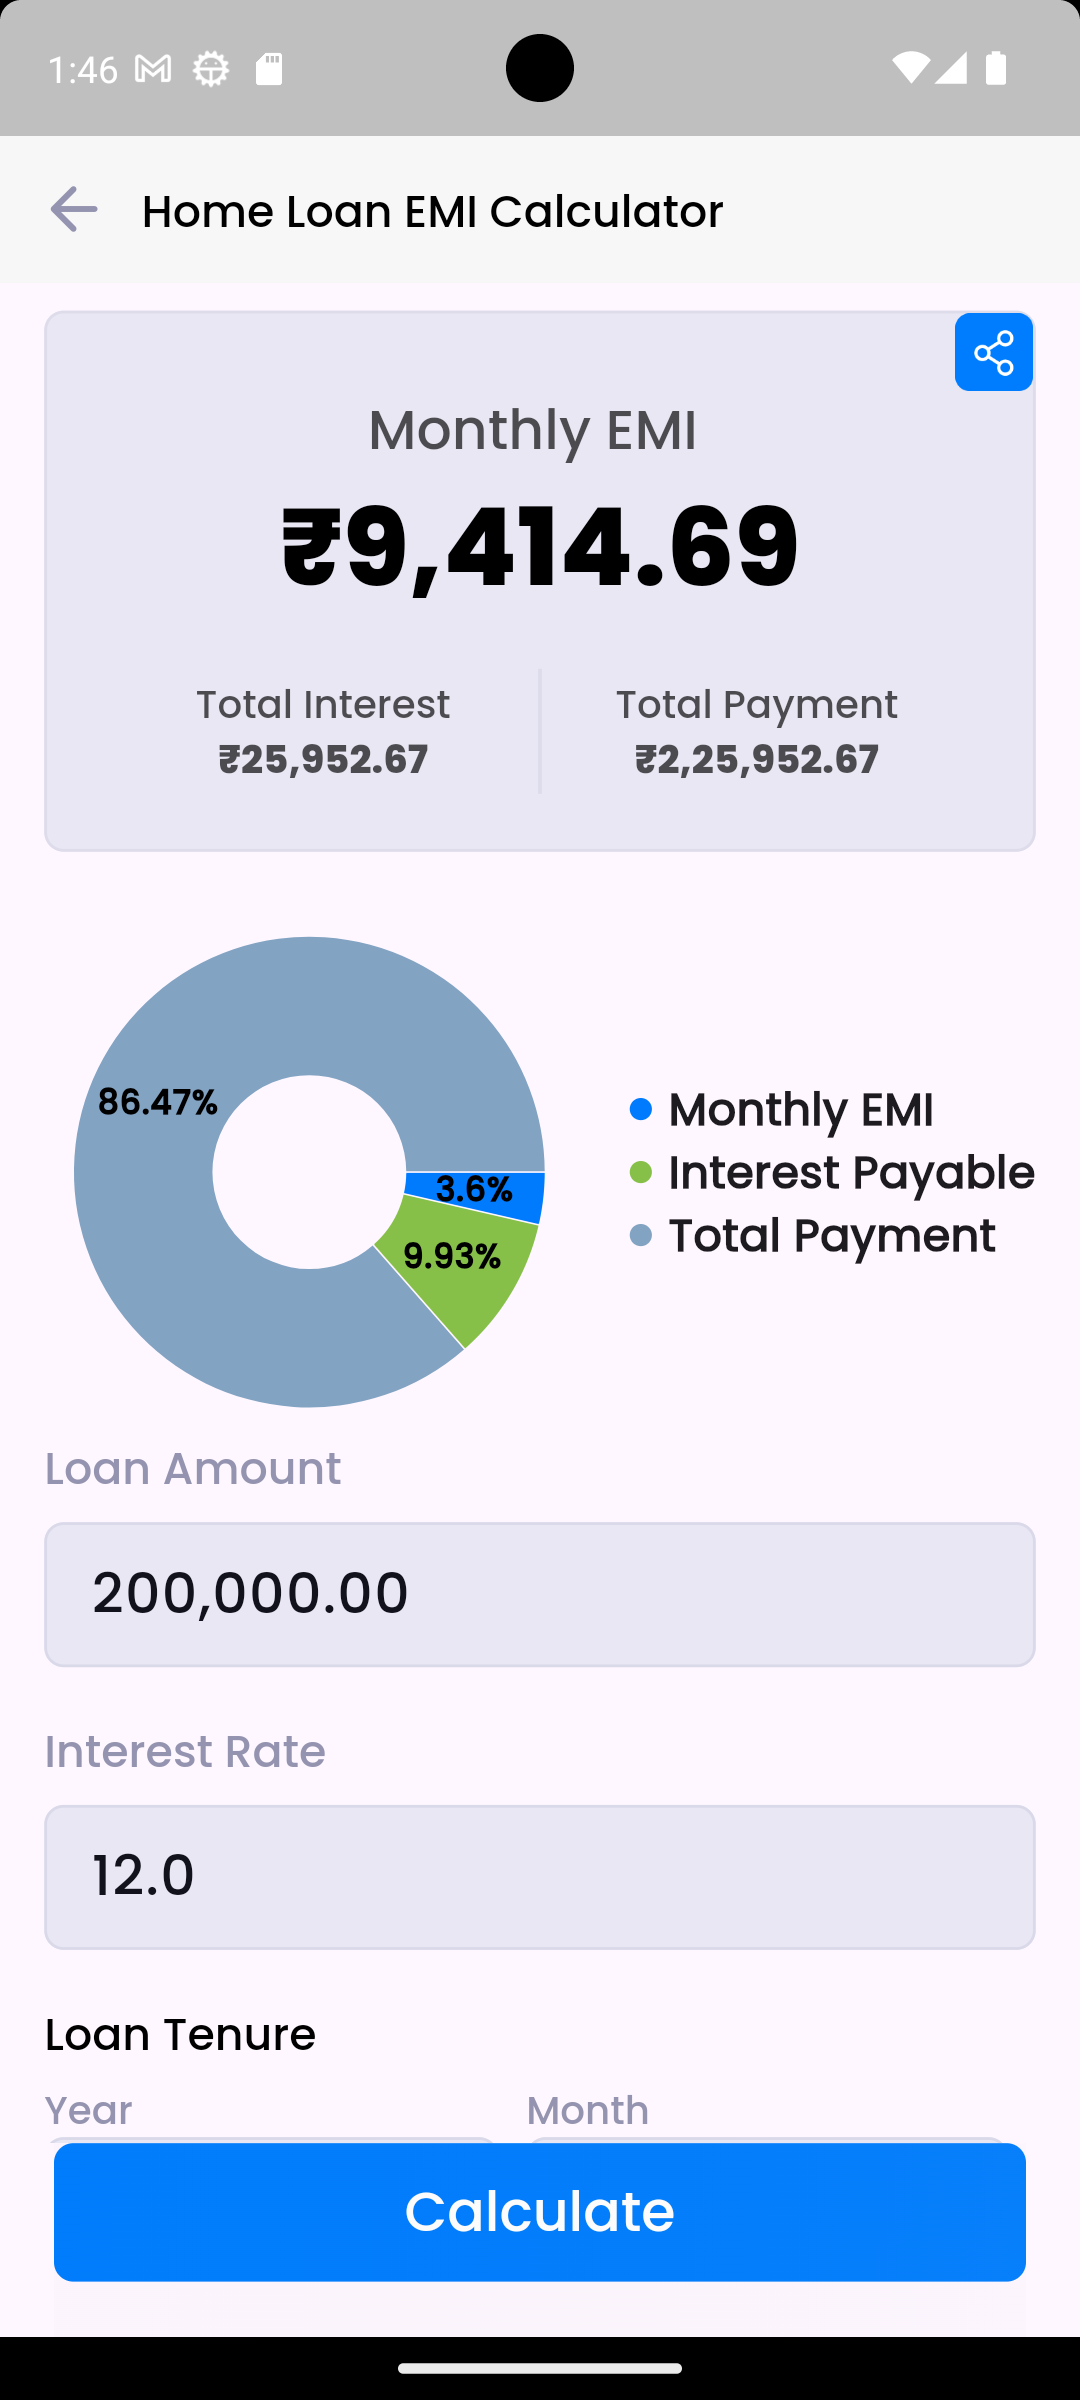 1:46
Home Loan EMI Calculator
Monthly EMI
₹9,414.69
Total Interest
₹25,952.67
Total Payment
₹2,25,952.67
86.47%
3.6%
9.93%
Monthly EMI
Interest Payable
Total Payment
Loan Amount
200,000.00
Interest Rate
12.0
Loan Tenure
Year Month
Calculate